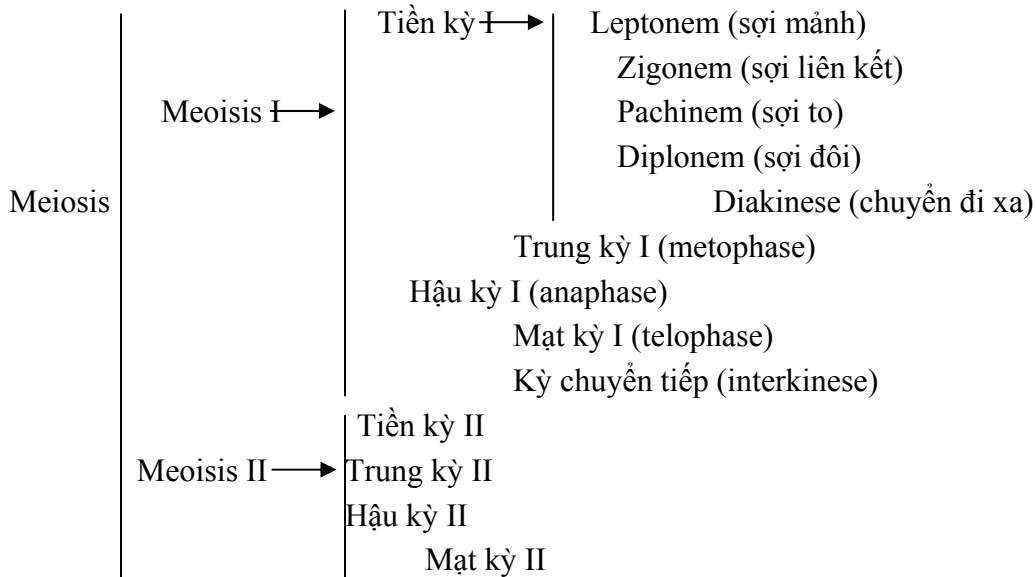 Tiền kỳ I Leptonem (sợi mảnh)
Zigonem (sợi liên kết)
Meoisis I Pachinem (sợi to)
Diplonem (sợi đôi)
Meiosis Diakinese (chuyển đi xa)
Trung kỳ I (metophase)
Hậu kỳ I (anaphase)
Mạt kỳ I (telophase)
Kỳ chuyển tiếp (interkinese)
Tiền kỳ II
Meoisis II Trung kỳ II
Hậu kỳ II
Mạt kỳ II